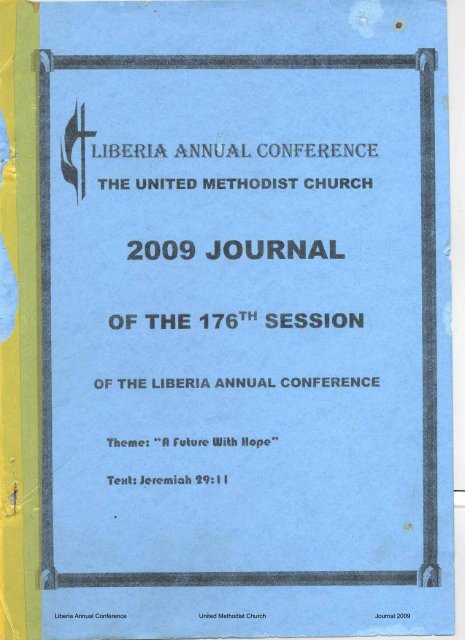 LIBERIA ANNUAL CONFERENCE
THE UNITED METHODIST CHURCH
2009 JOURNAL
OF THE 176TH SESSION
OF THE LIBERIA ANNUAL CONFERENCE
Theme: "A Future With Hope"
Text: Jeremiah 29:11
Liberia Annual Conference United Methodist Church Journal 2009